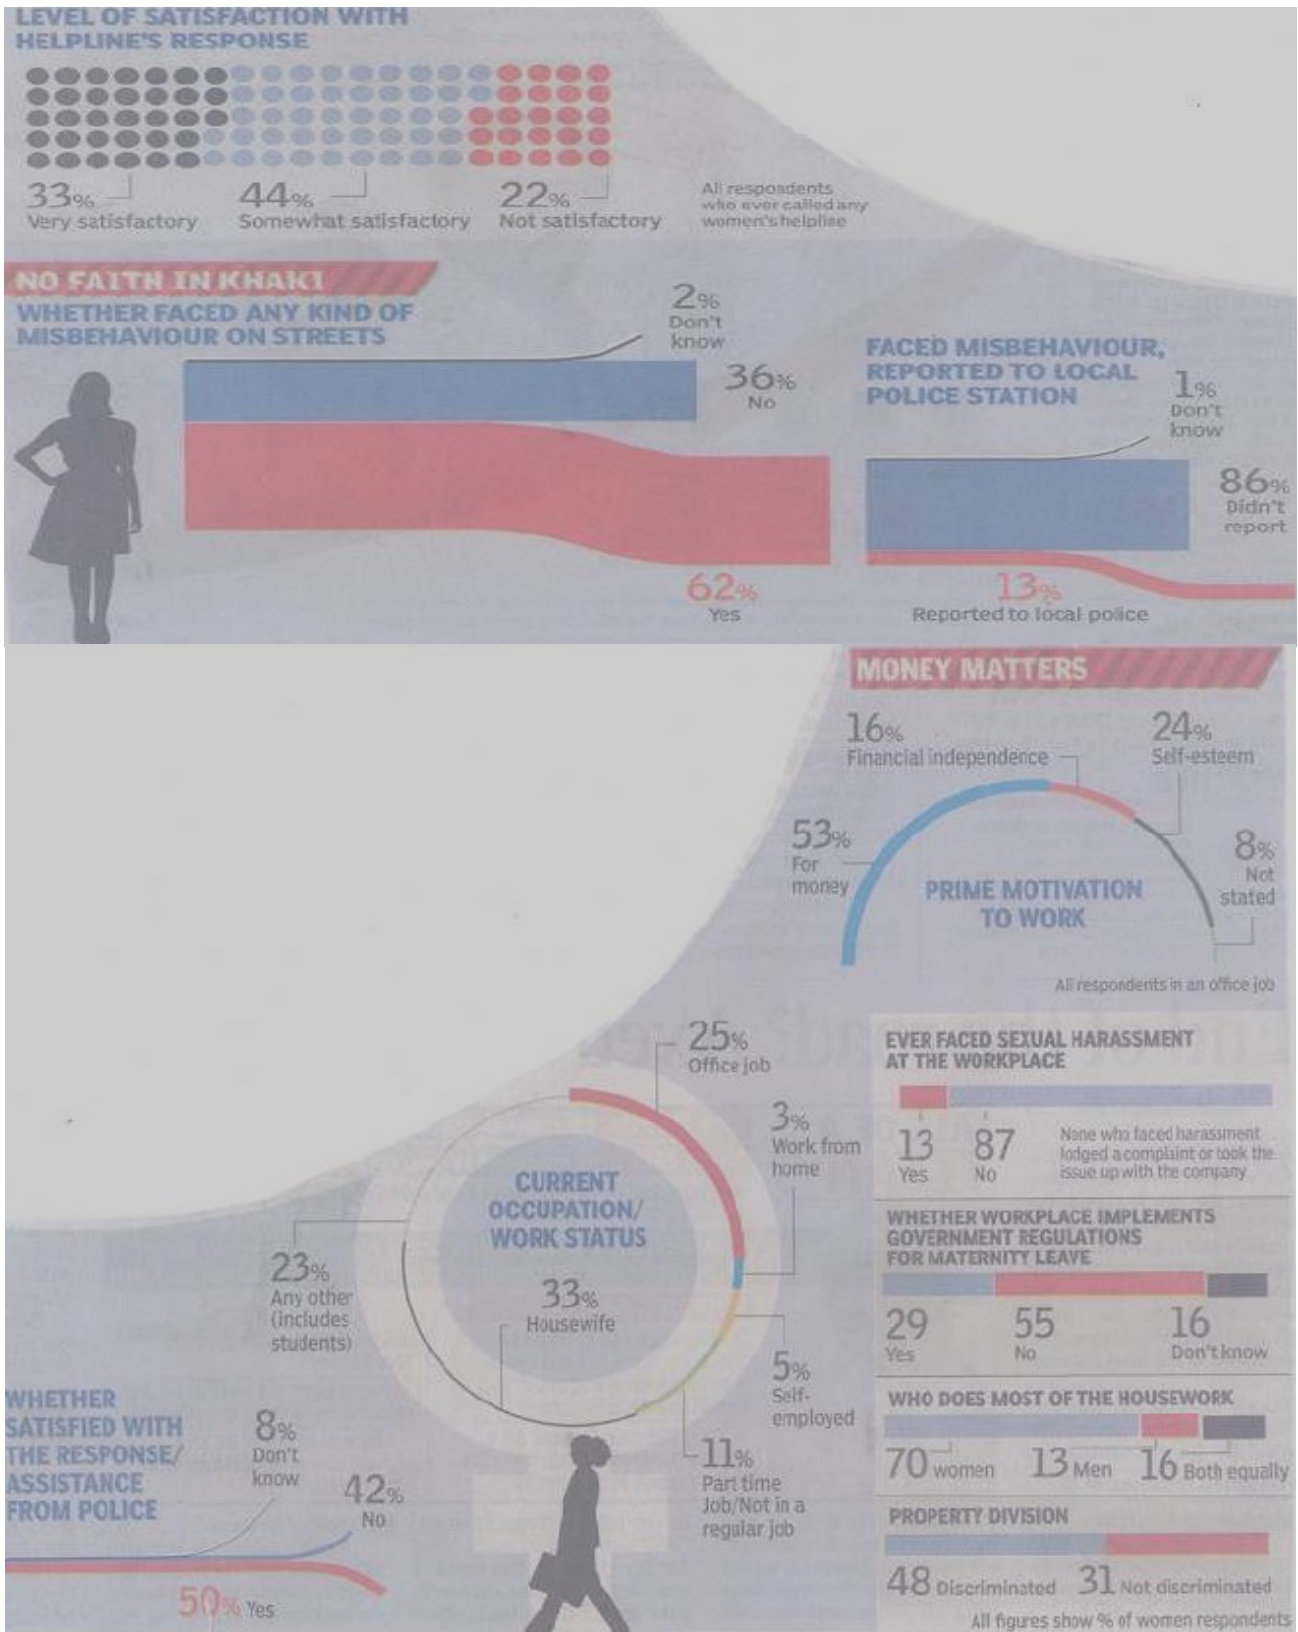 LEVEL OF SATISFACTION WITH
HELPLINE'S RESPONSE
33%
Very satisfactory
44%
Somewhat satisfactory
22%
Not satisfactory
All respondents
who ever called any
women's helpline
NO FAITH IN KHAKI
WHETHER FACED ANY KIND OF
MISBEHAVIOUR ON STREETS
2%
Don't
know
36%
No
62%
Yes
FACED MISBEHAVIOUR,
REPORTED TO LOCAL
POLICE STATION
1%
Don't
know
86%
Didn't
report
13%
Reported to local police
MONEY MATTERS
16%
Financial independence
24%
Self-esteem
53%
For
money
8%
Not
stated
PRIME MOTIVATION
TO WORK
All respondents in an office job
25%
Office job
3%
Work from
home
CURRENT
OCCUPATION/
WORK STATUS
33%
Housewife
23%
Any other
(includes
students)
5%
Self-
employed
11%
Part time
Job/Not in a
regular job
WHETHER
SATISFIED WITH
THE RESPONSE/
ASSISTANCE
FROM POLICE
8%
Don't
know
42%
No
50% Yes
EVER FACED SEXUAL HARASSMENT
AT THE WORKPLACE
13
Yes
87
No
None who faced harassment
lodged a complaint or took the
issue up with the company
WHETHER WORKPLACE IMPLEMENTS
GOVERNMENT REGULATIONS
FOR MATERNITY LEAVE
29
Yes
55
No
16
Don't know
WHO DOES MOST OF THE HOUSEWORK
70 women 13 Men 16 Both equally
PROPERTY DIVISION
48 Discriminated 31 Not discriminated
All figures show % of women respondents